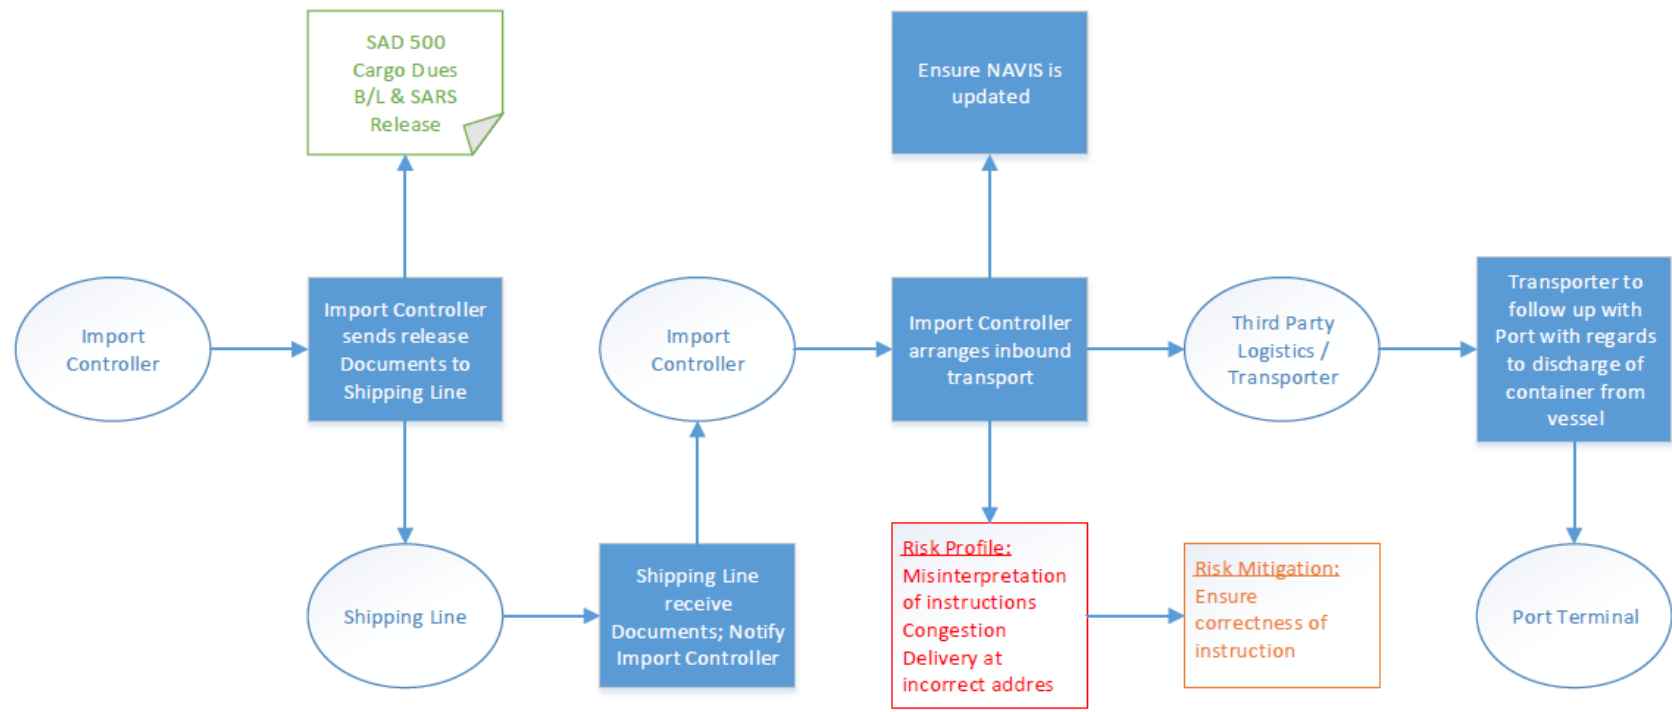 SAD 500
Cargo Dues
B/L & SARS
Release
Ensure NAVIS is
updated
Import
Controller
Import Controller
sends release
Documents to
Shipping Line
Import
Controller
Import Controller
arranges inbound
transport
Third Party
Logistics /
Transporter
Transporter to
follow up with
Port with regards
to discharge of
container from
vessel
Shipping Line
Shipping Line
receive
Documents; Notify
Import Controller
Risk Profile:
Misinterpretation
of instructions
Congestion
Delivery at
incorrect addres
Risk Mitigation:
Ensure
correctness of
instruction
Port Terminal